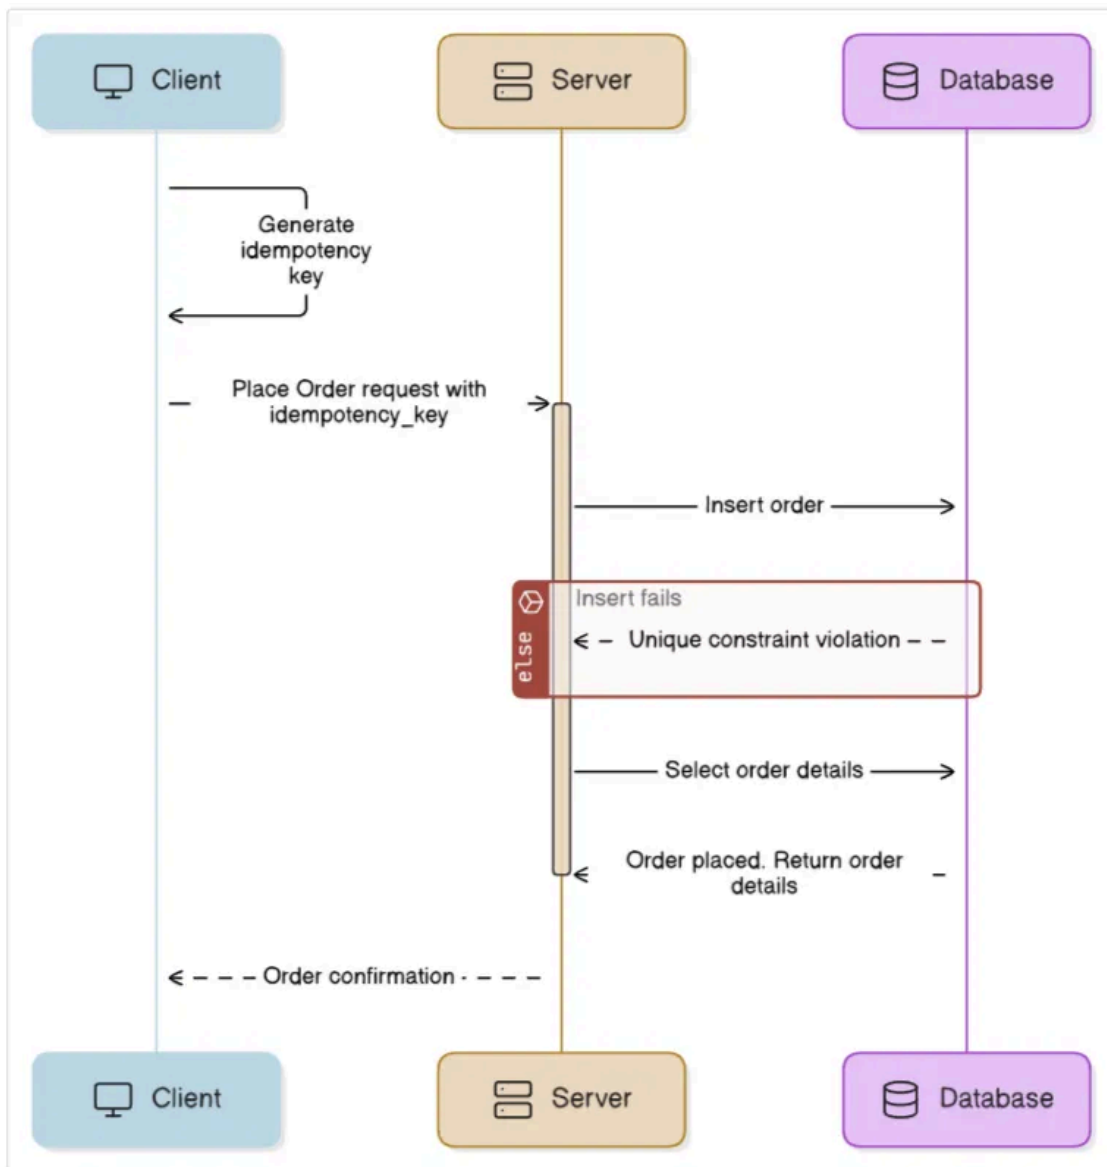 Client
Server
Database
Generate
idempotency
key
Place Order request with
idempotency_key
Insert order
else
Insert fails
Unique constraint violation
Select order details
Order placed. Return order
details
Order confirmation
Client
Server
Database